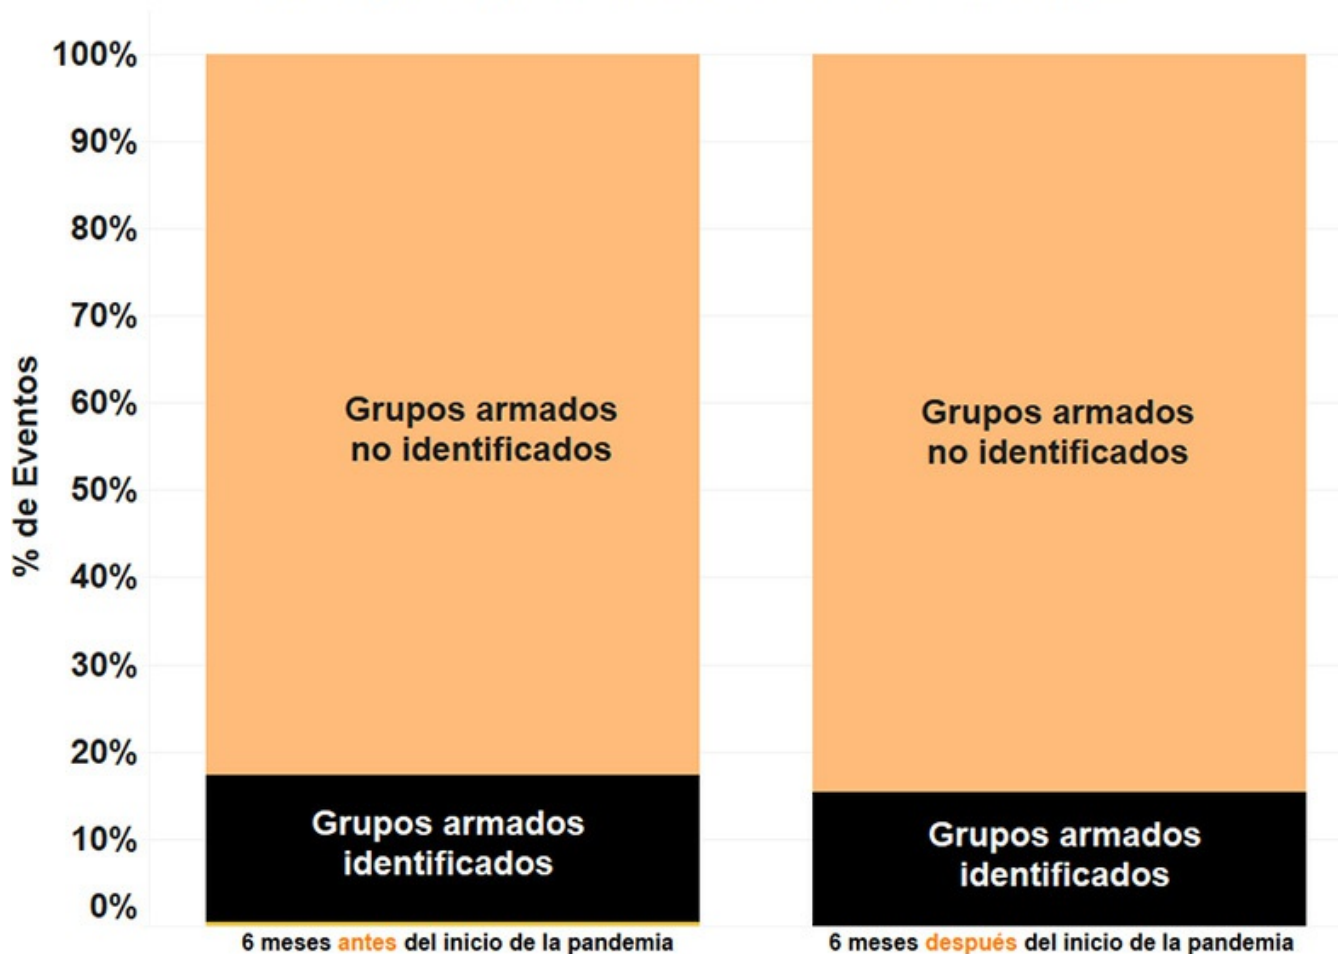 100%
90%
80%
70%
60%
50%
40%
30%
20%
10%
0%
% de Eventos
Grupos armados
no identificados
Grupos armados
identificados
Grupos armados
no identificados
Grupos armados
identificados
6 meses antes del inicio de la pandemia
6 meses después del inicio de la pandemia